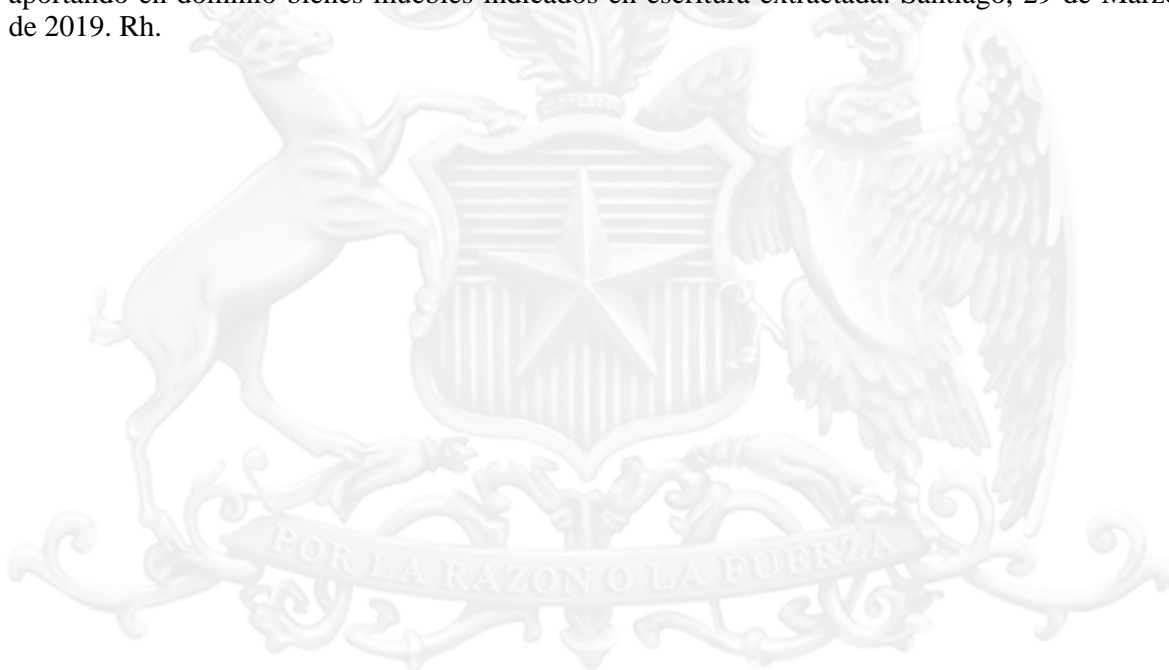 aportando en dominio bienes muebles indicados en escritura extractada. Santiago, 29 de Marzo
de 2019. Rh.
POR LA RAZON O LA FUERZA